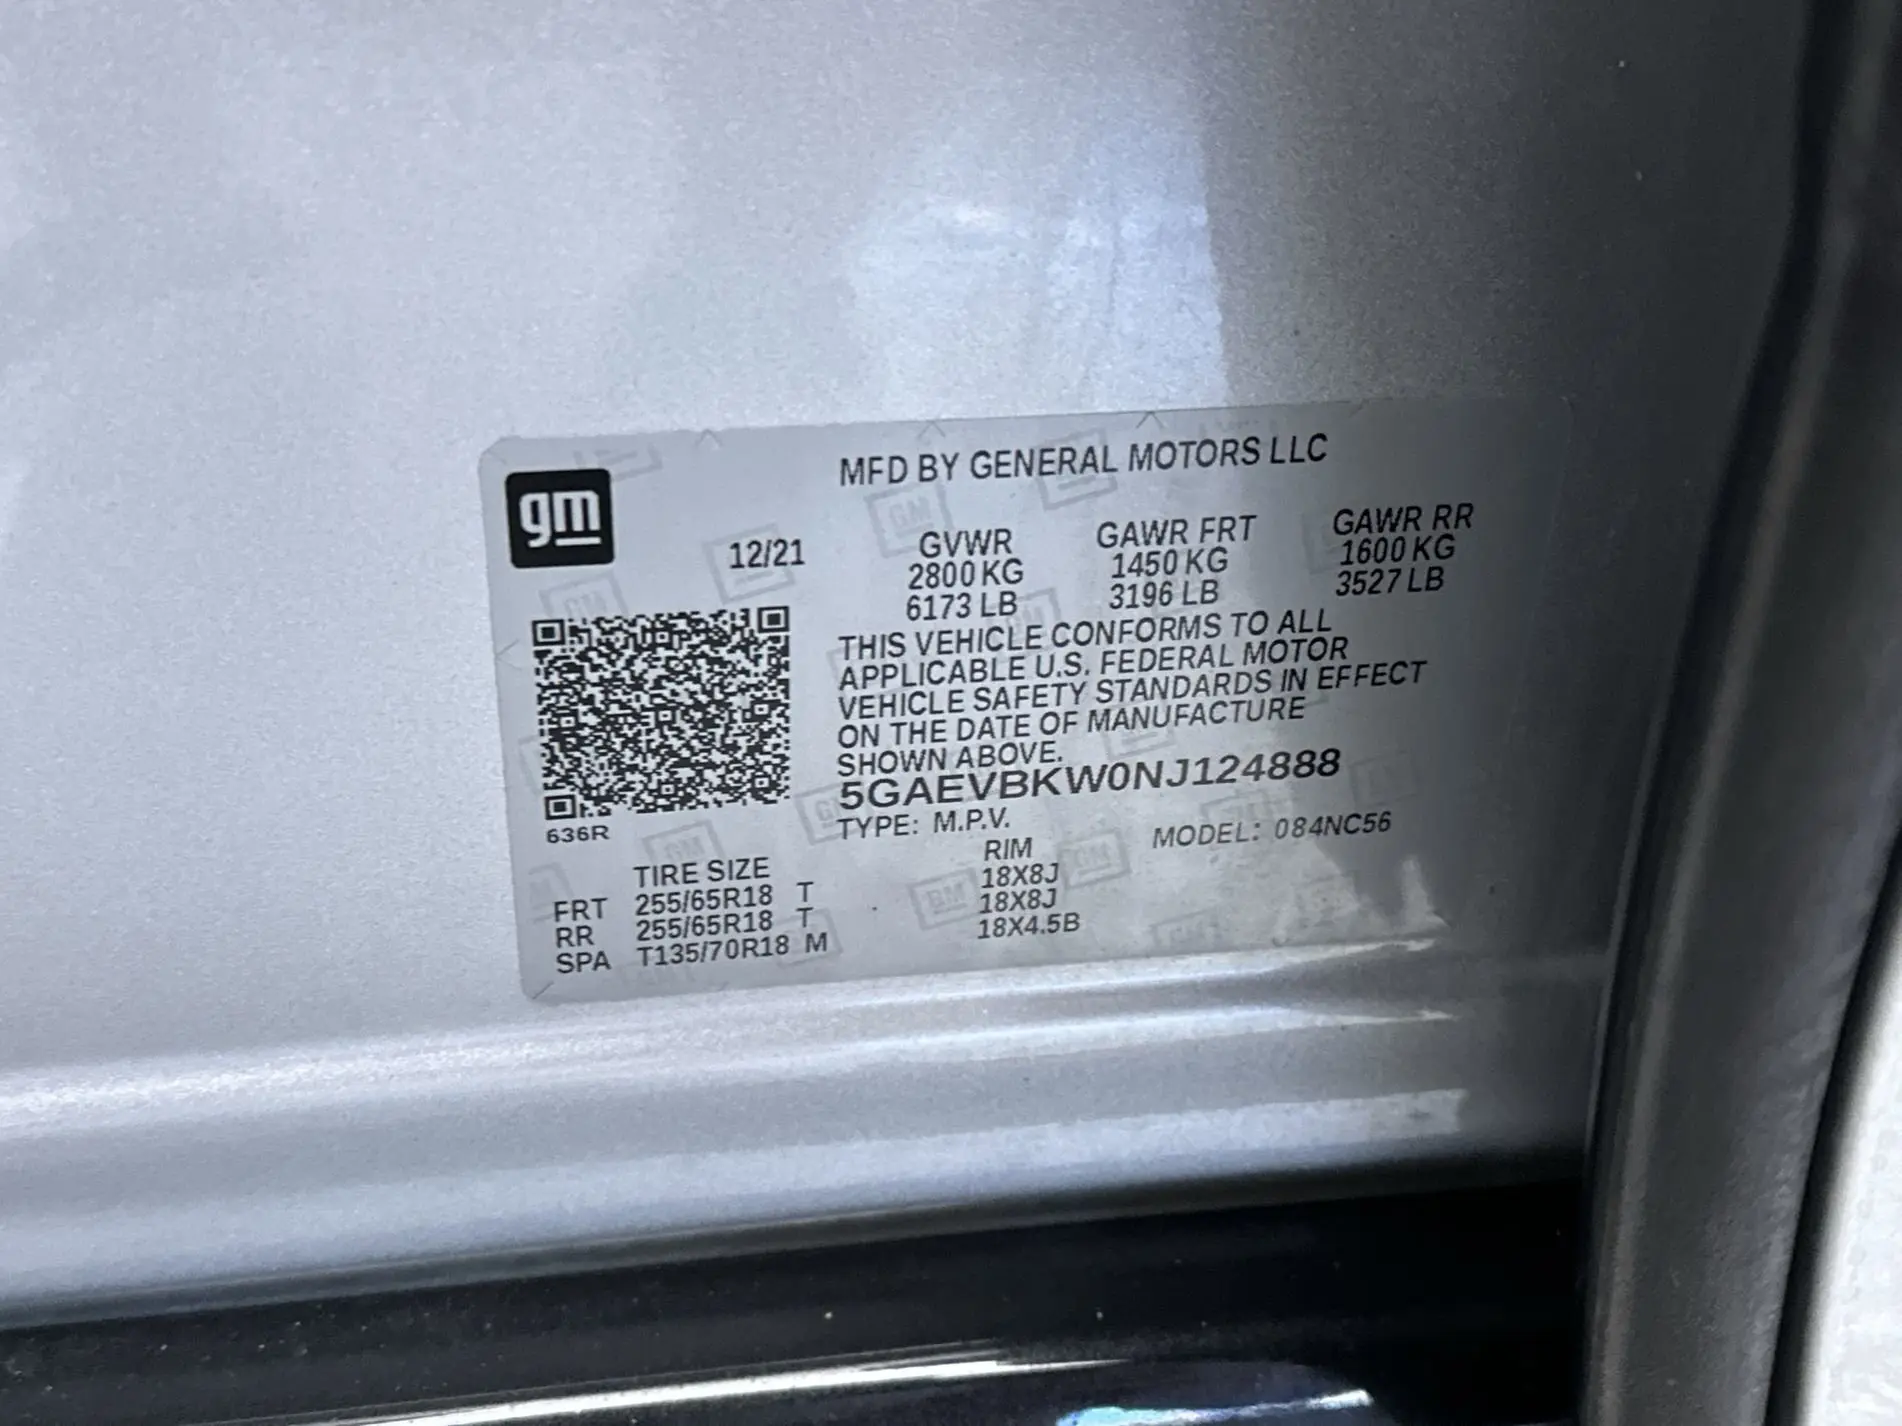 gm
MFD BY GENERAL MOTORS LLC
12/21
GVWR GAWR FRT GAWR RR
2800 KG 1450 KG 1600 KG
6173 LB 3196 LB 3527 LB
THIS VEHICLE CONFORMS TO ALL
APPLICABLE U.S. FEDERAL MOTOR
VEHICLE SAFETY STANDARDS IN EFFECT
ON THE DATE OF MANUFACTURE
SHOWN ABOVE.
5GAEVBKW0NJ124888
636R
TYPE: M.P.V. MODEL: 084NC56
TIRE SIZE RIM
FRT 255/65R18 T 18X8J
RR 255/65R18 T 18X8J
SPA T135/70R18 M 18X4.5B